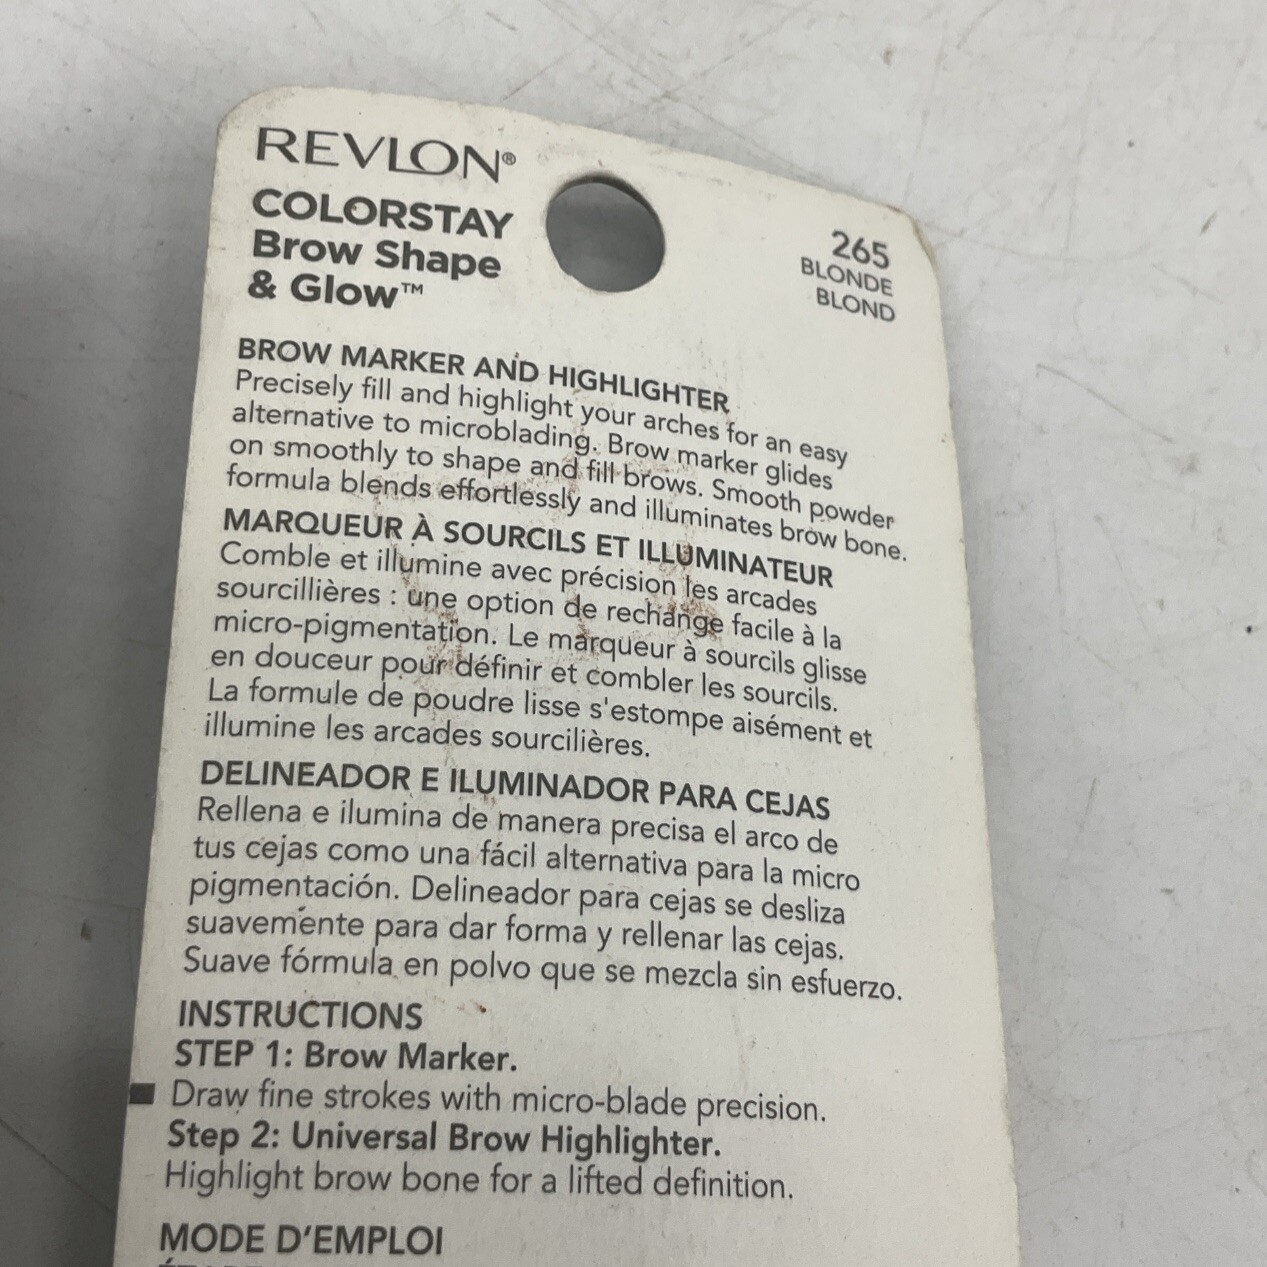 REVLON®
COLORSTAY
Brow Shape
& Glow™
265
BLONDE
BLOND
BROW MARKER AND HIGHLIGHTER
Precisely fill and highlight your arches for an easy
alternative to microblading. Brow marker glides
on smoothly to shape and fill brows. Smooth powder
formula blends effortlessly and illuminates brow bone.
MARQUEUR À SOURCILS ET ILLUMINATEUR
Comble et illumine avec précision les arcades
sourcillières : une option de rechange facile à la
micro-pigmentation. Le marqueur à sourcils glisse
en douceur pour définir et combler les sourcils.
La formule de poudre lisse s'estompe aisément et
illumine les arcades sourcilières.
DELINEADOR E ILUMINADOR PARA CEJAS
Rellena e ilumina de manera precisa el arco de
tus cejas como una fácil alternativa para la micro
pigmentación. Delineador para cejas se desliza
suavemente para dar forma y rellenar las cejas.
Suave fórmula en polvo que se mezcla sin esfuerzo.
INSTRUCTIONS
STEP 1: Brow Marker.
Draw fine strokes with micro-blade precision.
Step 2: Universal Brow Highlighter.
Highlight brow bone for a lifted definition.
MODE D'EMPLOI